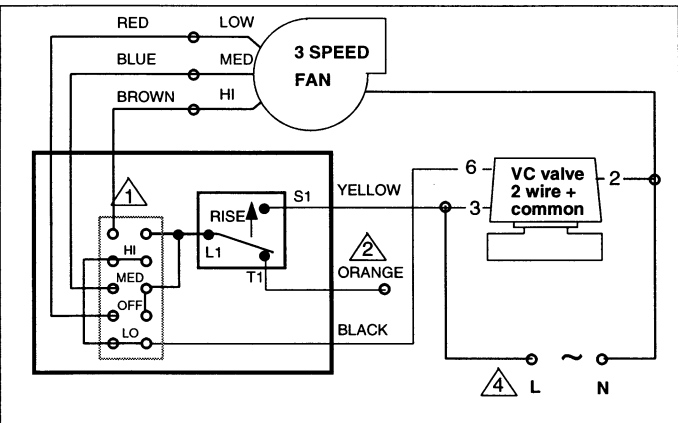 RED LOW
BLUE MED
BROWN HI
3 SPEED
FAN
1
HI
MED
OFF
LO
RISE
L1
S1
T1
YELLOW
2
ORANGE
BLACK
6
3
VC valve
2 wire +
common
2
4
L ~ N